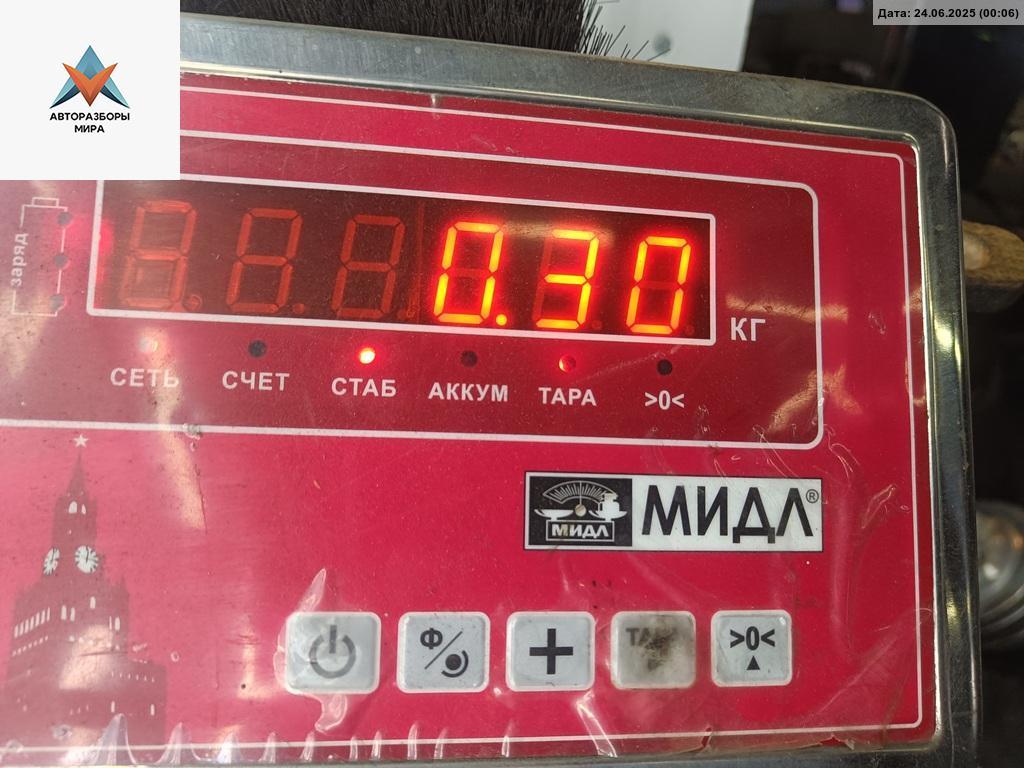 Дата: 24.06.2025 (00:06)
АВТОРАЗБОРЫ
МИРА
заряд
0.30
КГ
СЕТЬ СЧЕТ СТАБ АККУМ ТАРА >0<
МИДЛ МИДЛ®
Ф/ + >0<